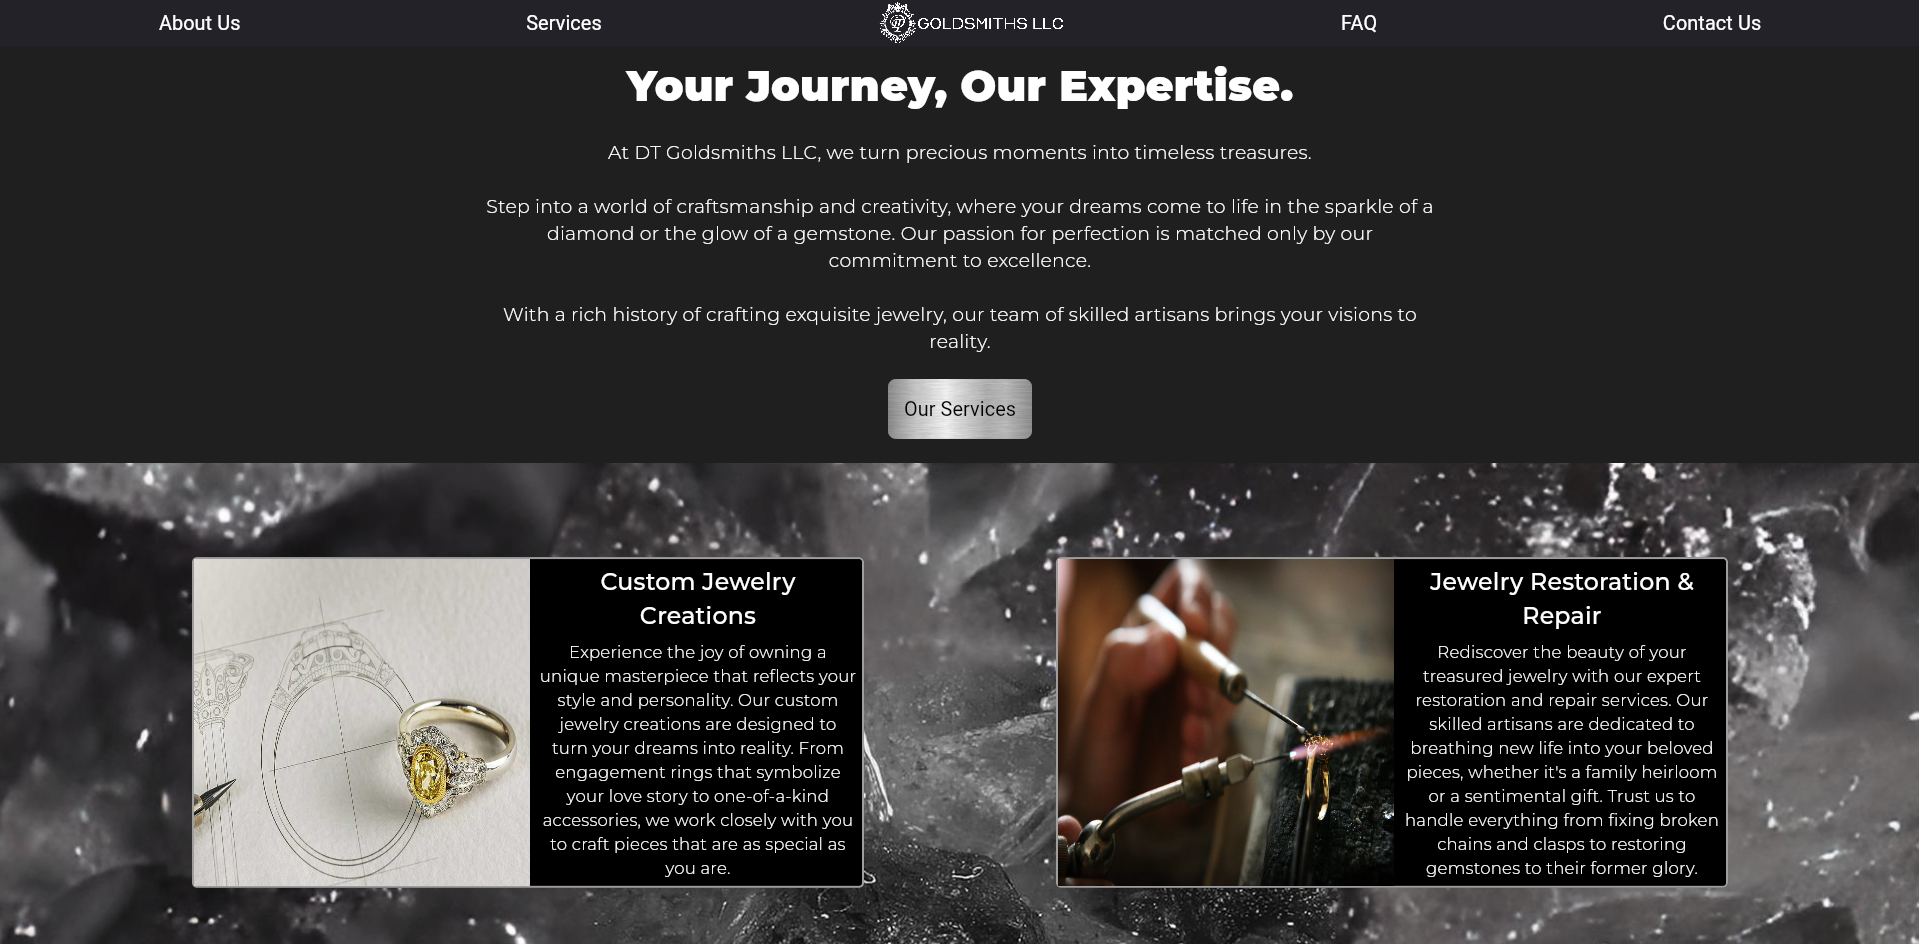 About Us
Services
DT GOLDSMITHS LLC
FAQ
Contact Us
Your Journey, Our Expertise.
At DT Goldsmiths LLC, we turn precious moments into timeless treasures.
Step into a world of craftsmanship and creativity, where your dreams come to life in the sparkle of a
diamond or the glow of a gemstone. Our passion for perfection is matched only by our
commitment to excellence.
With a rich history of crafting exquisite jewelry, our team of skilled artisans brings your visions to
reality.
Our Services
Custom Jewelry
Creations
Experience the joy of owning a
unique masterpiece that reflects your
style and personality. Our custom
jewelry creations are designed to
turn your dreams into reality. From
engagement rings that symbolize
your love story to one-of-a-kind
accessories, we work closely with you
to craft pieces that are as special as
you are.
Jewelry Restoration &
Repair
Rediscover the beauty of your
treasured jewelry with our expert
restoration and repair services. Our
skilled artisans are dedicated to
breathing new life into your beloved
pieces, whether it's a family heirloom
or a sentimental gift. Trust us to
handle everything from fixing broken
chains and clasps to restoring
gemstones to their former glory.